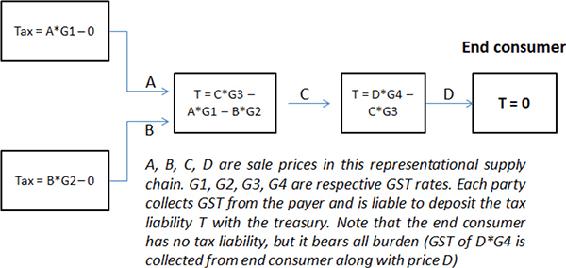 Tax = A*G1–0
End consumer
A
T = C*G3 –
A*G1 – B*G2
C
T = D*G4 –
C*G3
D
T = 0
B
Tax = B*G2–0
A, B, C, D are sale prices in this representational supply
chain. G1, G2, G3, G4 are respective GST rates. Each party
collects GST from the payer and is liable to deposit the tax
liability T with the treasury. Note that the end consumer
has no tax liability, but it bears all burden (GST of D*G4 is
collected from end consumer along with price D)